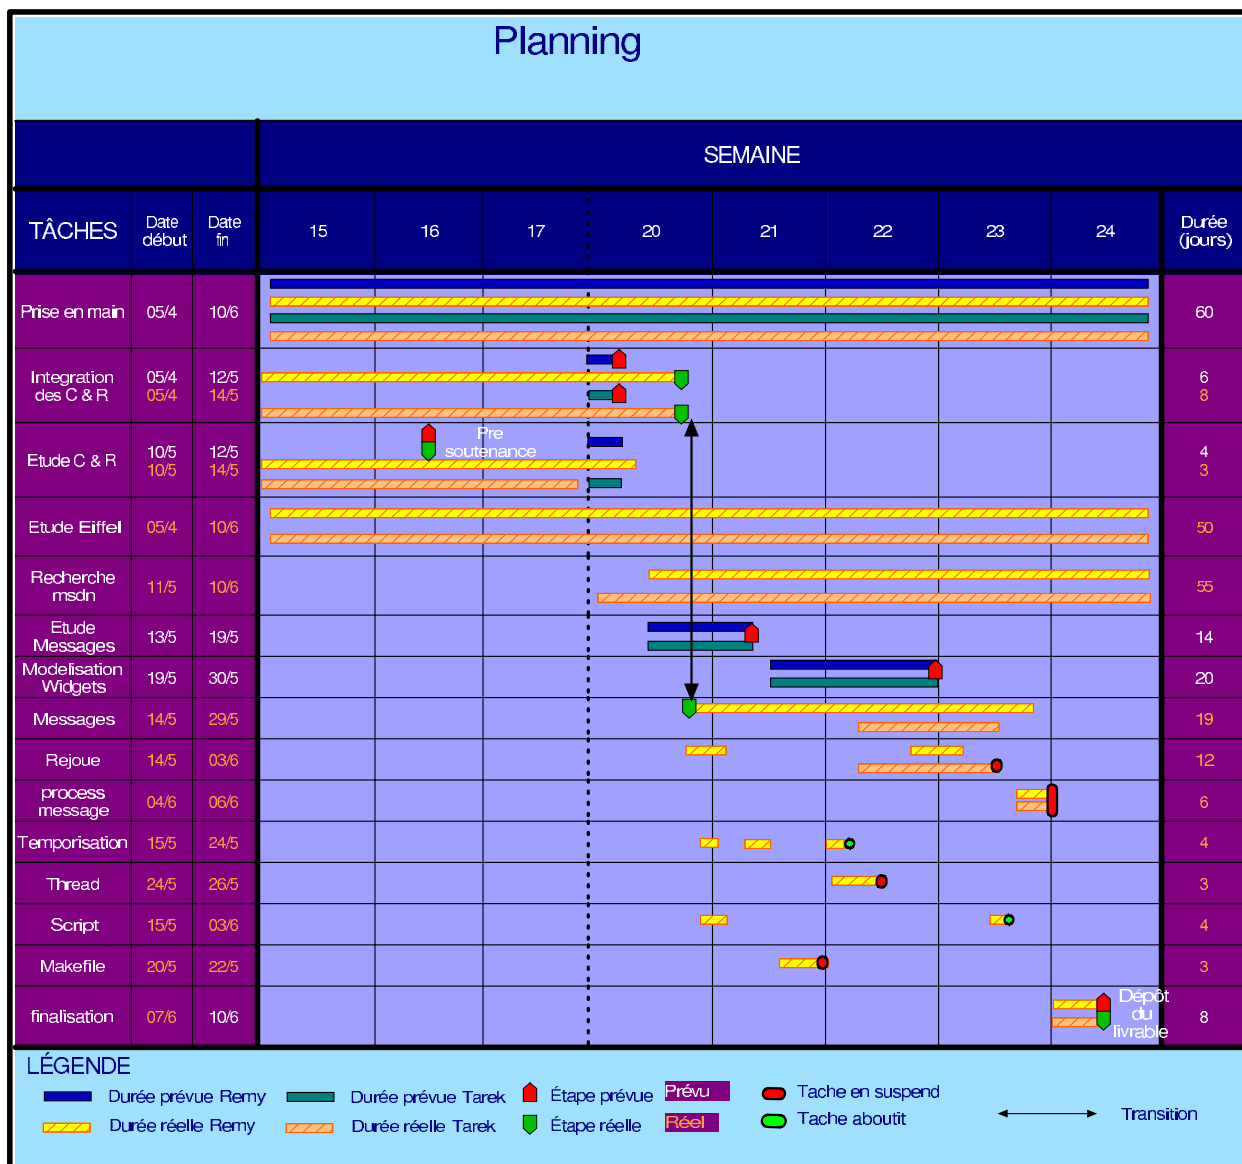 Planning
SEMAINE
TÂCHES
Date début
Date fin
15
16
17
20
21
22
23
24
Durée (jours)
Prise en main
05/4
10/6
60
Integration des C & R
05/4
12/5
6
05/4
14/5
8
Etude C & R
10/5
12/5
4
10/5
14/5
3
Pre soutenance
Etude Eiffel
05/4
10/6
50
Recherche msdn
11/5
10/6
55
Etude Messages
13/5
19/5
14
Modelisation Widgets
19/5
30/5
20
Messages
14/5
29/5
19
Rejoue
14/5
03/6
12
process message
04/6
06/6
6
Temporisation
15/5
24/5
4
Thread
24/5
26/5
3
Script
15/5
03/6
4
Makefile
20/5
22/5
3
finalisation
07/6
10/6
Dépôt du livrable
8
LÉGENDE
Durée prévue Remy
Durée prévue Tarek
Étape prévue
Prévu
Tache en suspend
Durée réelle Remy
Durée réelle Tarek
Étape réelle
Réel
Tache aboutit
Transition